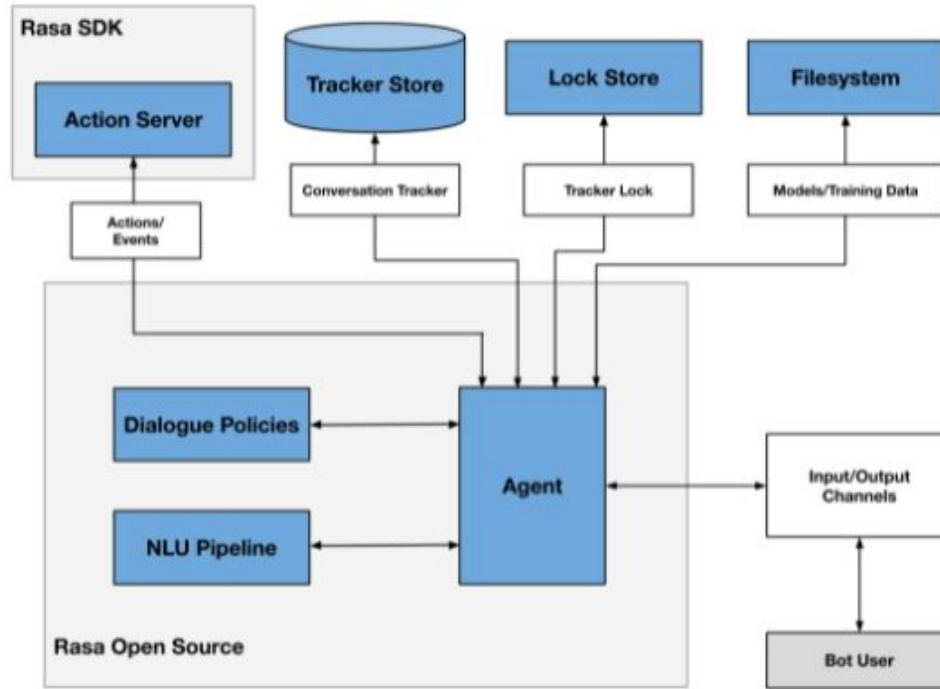 Rasa SDK
Action Server
Tracker Store
Lock Store
Filesystem
Conversation Tracker
Tracker Lock
Models/Training Data
Actions/
Events
Dialogue Policies
Agent
NLU Pipeline
Input/Output
Channels
Rasa Open Source
Bot User